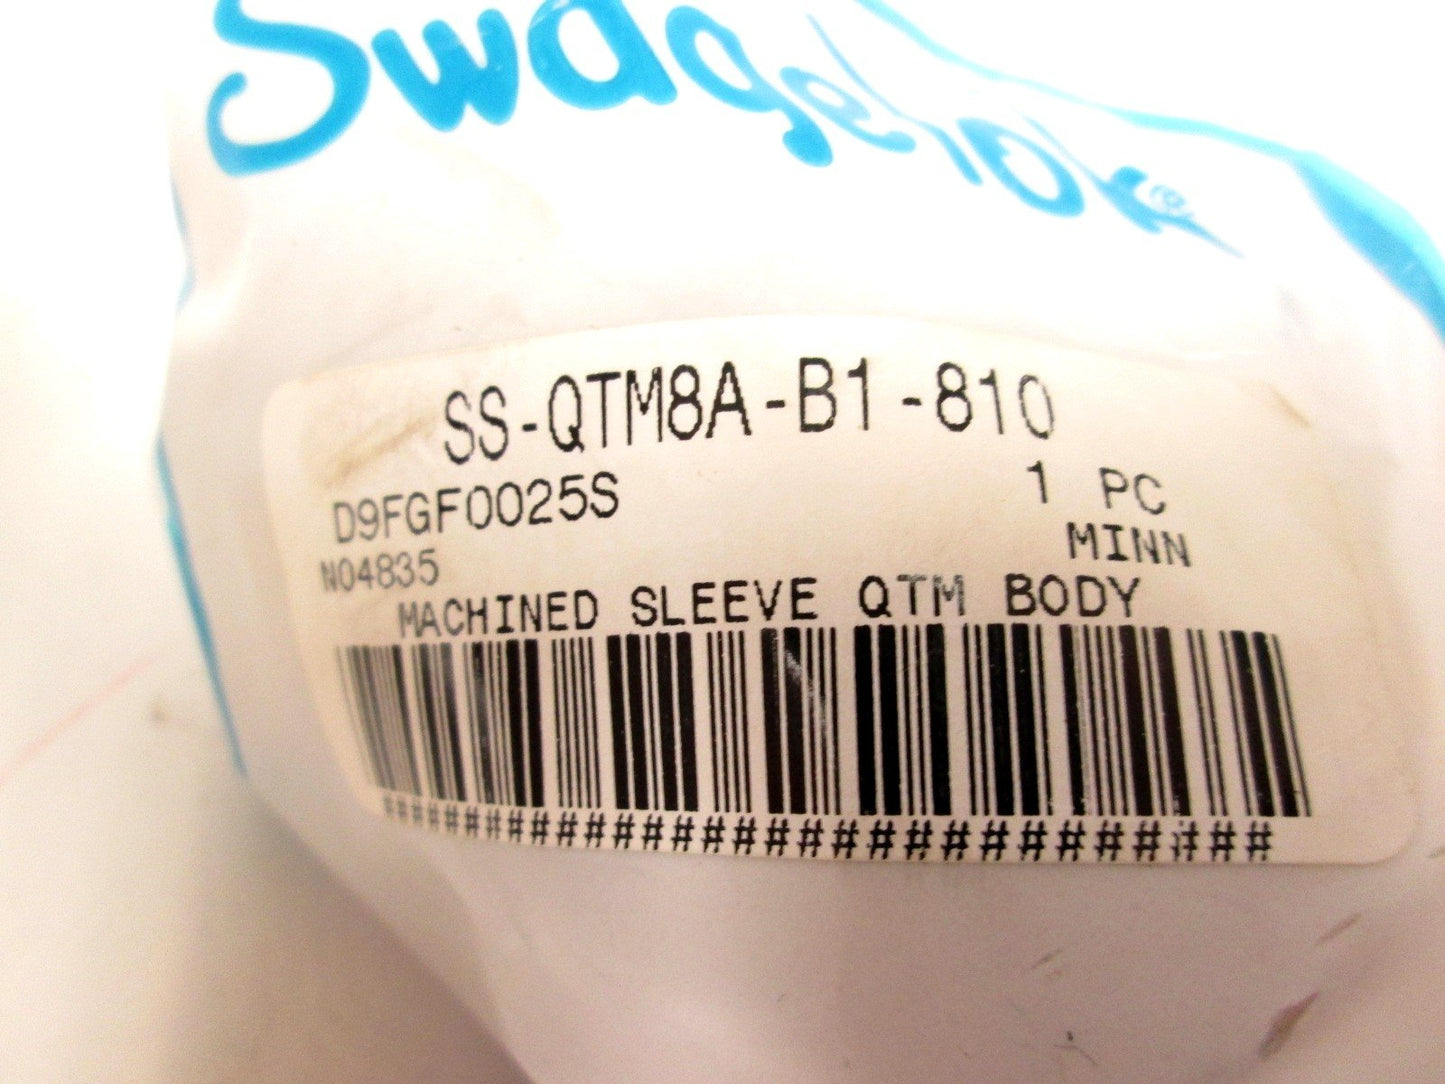 Swagelok®
SS-QTM8A-B1-810
D9FGF0025S 1 PC
N04835 MINN
MACHINED SLEEVE QTM BODY
##########################